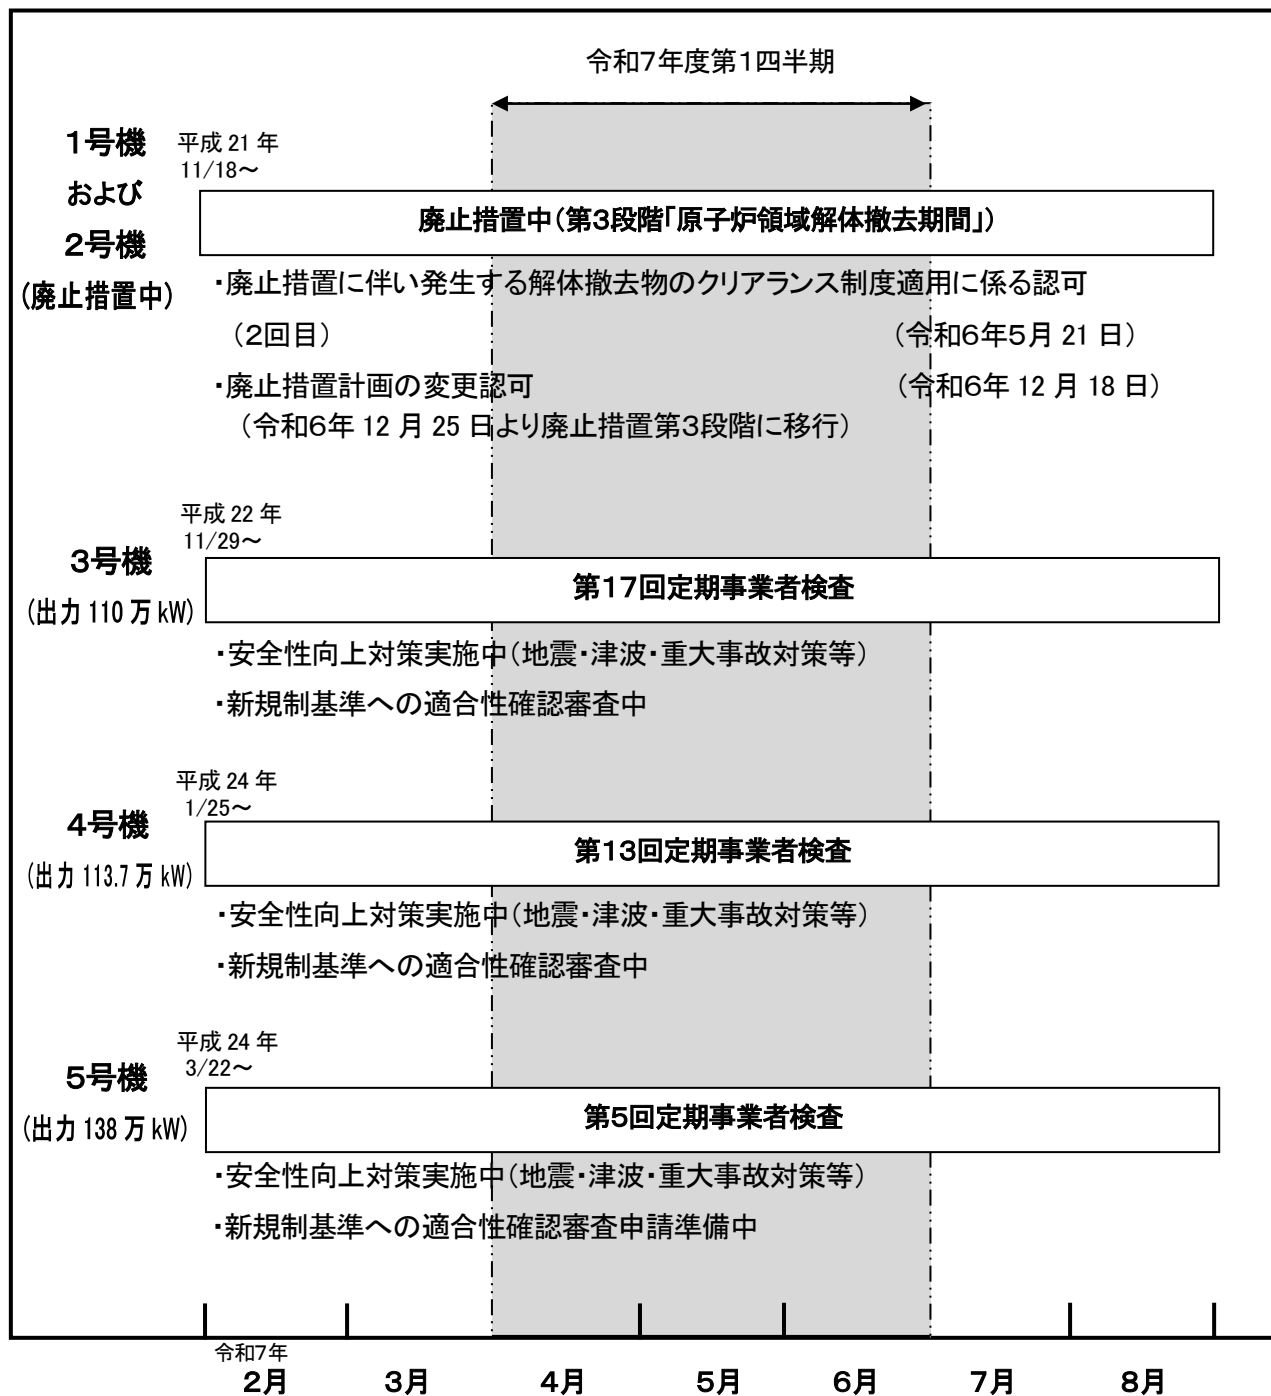 令和7年度第1四半期
1号機
および
2号機
(廃止措置中)
平成 21 年
11/18～
廃止措置中(第3段階「原子炉領域解体撤去期間」)
・廃止措置に伴い発生する解体撤去物のクリアランス制度適用に係る認可
(2回目) (令和6年5月 21 日)
・廃止措置計画の変更認可 (令和6年 12 月 18 日)
(令和6年 12 月 25 日より廃止措置第3段階に移行)
3号機
(出力 110 万 kW)
平成 22 年
11/29～
第17回定期事業者検査
・安全性向上対策実施中(地震・津波・重大事故対策等)
・新規制基準への適合性確認審査中
4号機
(出力 113.7 万 kW)
平成 24 年
1/25～
第13回定期事業者検査
・安全性向上対策実施中(地震・津波・重大事故対策等)
・新規制基準への適合性確認審査中
5号機
(出力 138 万 kW)
平成 24 年
3/22～
第5回定期事業者検査
・安全性向上対策実施中(地震・津波・重大事故対策等)
・新規制基準への適合性確認審査申請準備中
令和7年
2月 3月 4月 5月 6月 7月 8月